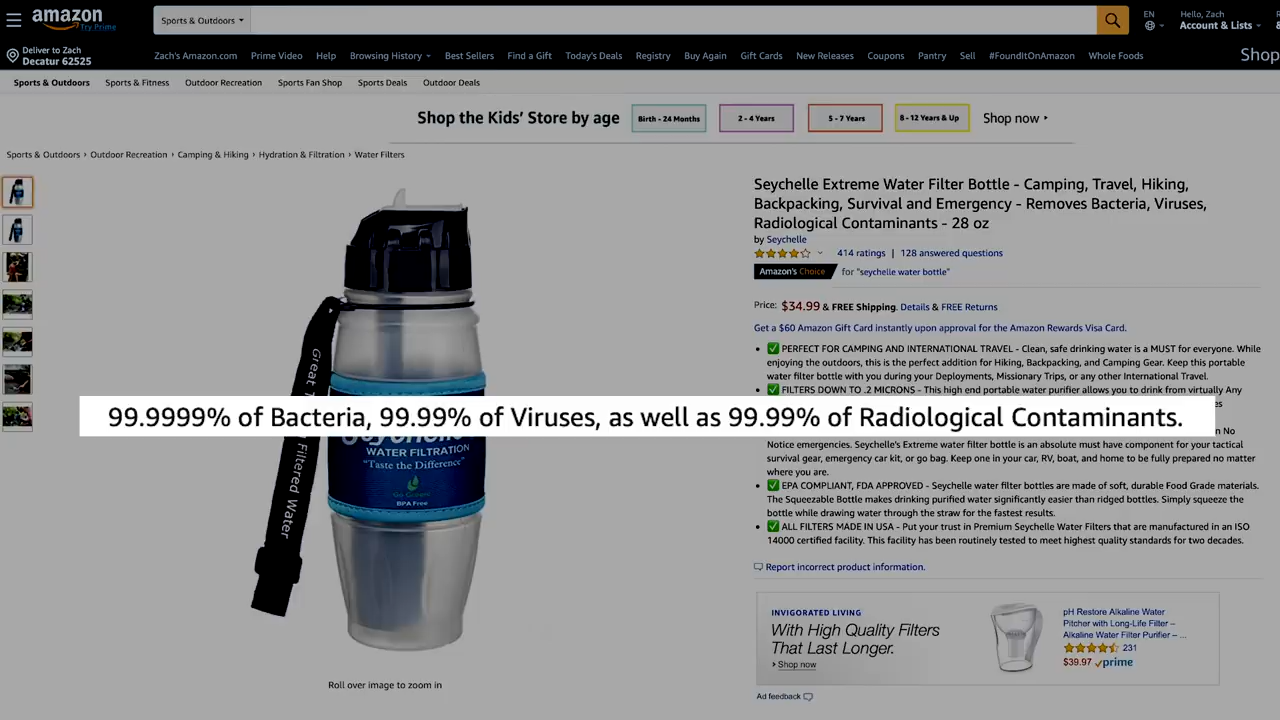 amazon
Try Prime
Sports & Outdoors
EN
Hello, Zach
Account & Lists
Deliver to Zach
Decatur 62525
Zach's Amazon.com
Prime Video
Help
Browsing History
Best Sellers
Find a Gift
Today's Deals
Registry
Buy Again
Gift Cards
New Releases
Coupons
Pantry
Sell
#FoundItOnAmazon
Whole Foods
Shop
Sports & Outdoors
Sports & Fitness
Outdoor Recreation
Sports Fan Shop
Sports Deals
Outdoor Deals
Shop the Kids' Store by age
Birth - 24 Months
2 - 4 Years
5 - 7 Years
8 - 12 Years & Up
Shop now
Sports & Outdoors › Outdoor Recreation › Camping & Hiking › Hydration & Filtration › Water Filters
Seychelle Extreme Water Filter Bottle - Camping, Travel, Hiking,
Backpacking, Survival and Emergency - Removes Bacteria, Viruses,
Radiological Contaminants - 28 oz
by Seychelle
414 ratings | 128 answered questions
Amazon's Choice for "seychelle water bottle"
Price: $34.99 & FREE Shipping. Details & FREE Returns
Get a $60 Amazon Gift Card instantly upon approval for the Amazon Rewards Visa Card.
• ✅ PERFECT FOR CAMPING AND INTERNATIONAL TRAVEL - Clean, safe drinking water is a MUST for everyone. While
enjoying the outdoors, this is the perfect addition for Hiking, Backpacking, and Camping Gear. Keep this portable
water filter bottle with you during your Deployments, Missionary Trips, or any other International Travel.
• ✅ FILTERS DOWN TO .2 MICRONS - This high end portable water purifier allows you to drink from virtually Any
99.9999% of Bacteria, 99.99% of Viruses, as well as 99.99% of Radiological Contaminants.
Notice emergencies. Seychelle's Extreme water filter bottle is an absolute must have component for your tactical
survival gear, emergency car kit, or go bag. Keep one in your car, RV, boat, and home to be fully prepared no matter
where you are.
• ✅ EPA COMPLIANT, FDA APPROVED - Seychelle water filter bottles are made of soft, durable Food Grade materials.
The Squeezable Bottle makes drinking purified water significantly easier than ridged bottles. Simply squeeze the
bottle while drawing water through the straw for the fastest results.
• ✅ ALL FILTERS MADE IN USA - Put your trust in Premium Seychelle Water Filters that are manufactured in an ISO
14000 certified facility. This facility has been routinely tested to meet highest quality standards for two decades.
Report incorrect product information.
Great
Filtered Water
WATER FILTRATION
"Taste the Difference"
Go Green!
BPA Free
Roll over image to zoom in
INVIGORATED LIVING
With High Quality Filters
That Last Longer.
› Shop now
pH Restore Alkaline Water
Pitcher with Long-Life Filter –
Alkaline Water Filter Purifier – ...
231
$39.97 prime
Ad feedback